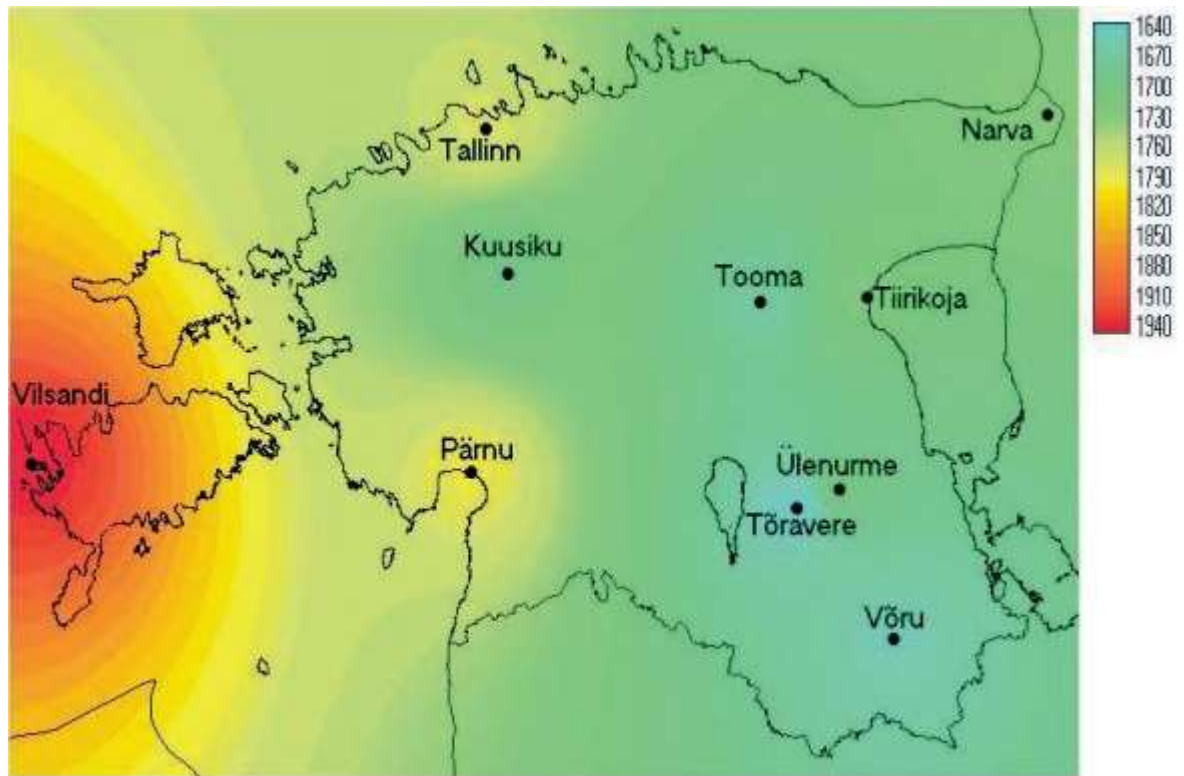 Tallinn
Narva
Kuusiku
Tooma
Tiirikoja
Vilsandi
Pärnu
Ülenurme
Tõravere
Võru
1640
1670
1700
1730
1760
1790
1820
1850
1880
1910
1940